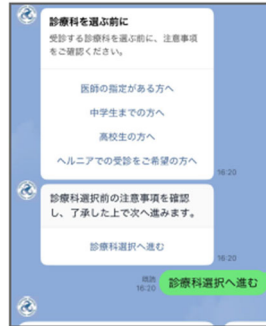 診療科を選ぶ前に
受診する診療科を選ぶ前に、注意事項
をご確認ください。
医師の指定がある方へ
中学生までの方へ
高校生の方へ
ヘルニアでの受診をご希望の方へ
16:20
診療科選択前の注意事項を確認
し、了承した上で次へ進みます。
診療科選択へ進む
16:20
既読
16:20
診療科選択へ進む